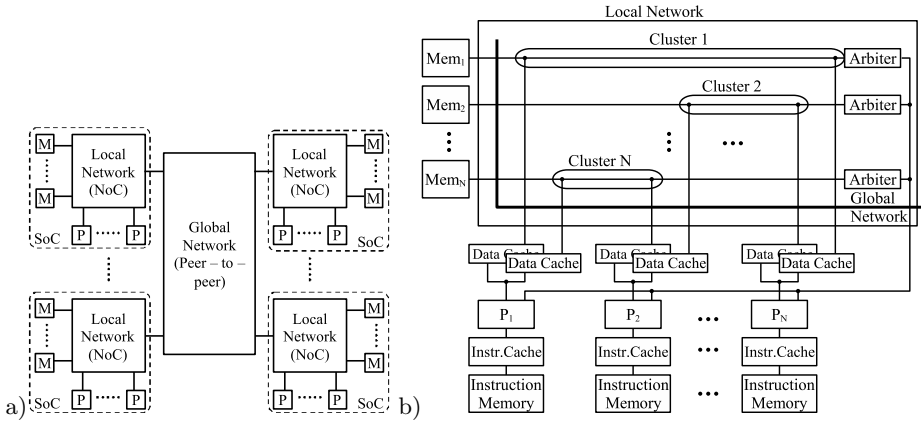 a)
M
M
Local
Network
(NoC)
P ..... P
SoC
Global
Network
(Peer – to –
peer)
Local
Network
(NoC)
M
M
P ..... P
SoC
M
M
Local
Network
(NoC)
P ..... P
SoC
Local
Network
(NoC)
M
M
P ..... P
SoC
b)
Local Network
Cluster 1
Mem1
Arbiter
Cluster 2
Mem2
Arbiter
...
Cluster N
MemN
Arbiter
Global
Network
Data Cache
Data Cache
Data Cache
Data Cache
Data Cache
Data Cache
P1
P2
...
PN
Instr.Cache
Instr.Cache
...
Instr.Cache
Instruction
Memory
Instruction
Memory
...
Instruction
Memory